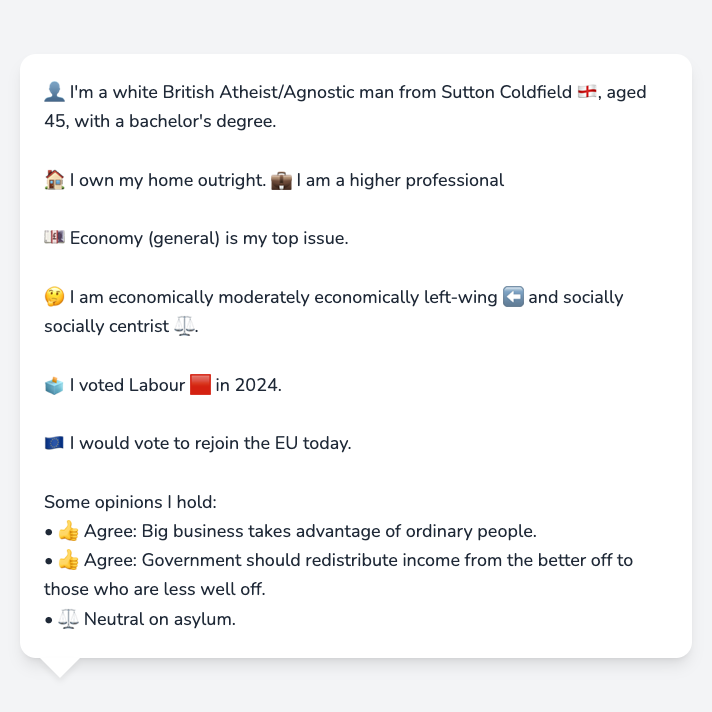 👤 I'm a white British Atheist/Agnostic man from Sutton Coldfield 🏴󠁧󠁢󠁥󠁮󠁧󠁿, aged
45, with a bachelor's degree.
🏠 I own my home outright. 💼 I am a higher professional
💷 Economy (general) is my top issue.
🤔 I am economically moderately economically left-wing ⬅️ and socially
socially centrist ⚖️.
🗳️ I voted Labour 🟥 in 2024.
🇪🇺 I would vote to rejoin the EU today.
Some opinions I hold:
• 👍 Agree: Big business takes advantage of ordinary people.
• 👍 Agree: Government should redistribute income from the better off to
those who are less well off.
• ⚖️ Neutral on asylum.